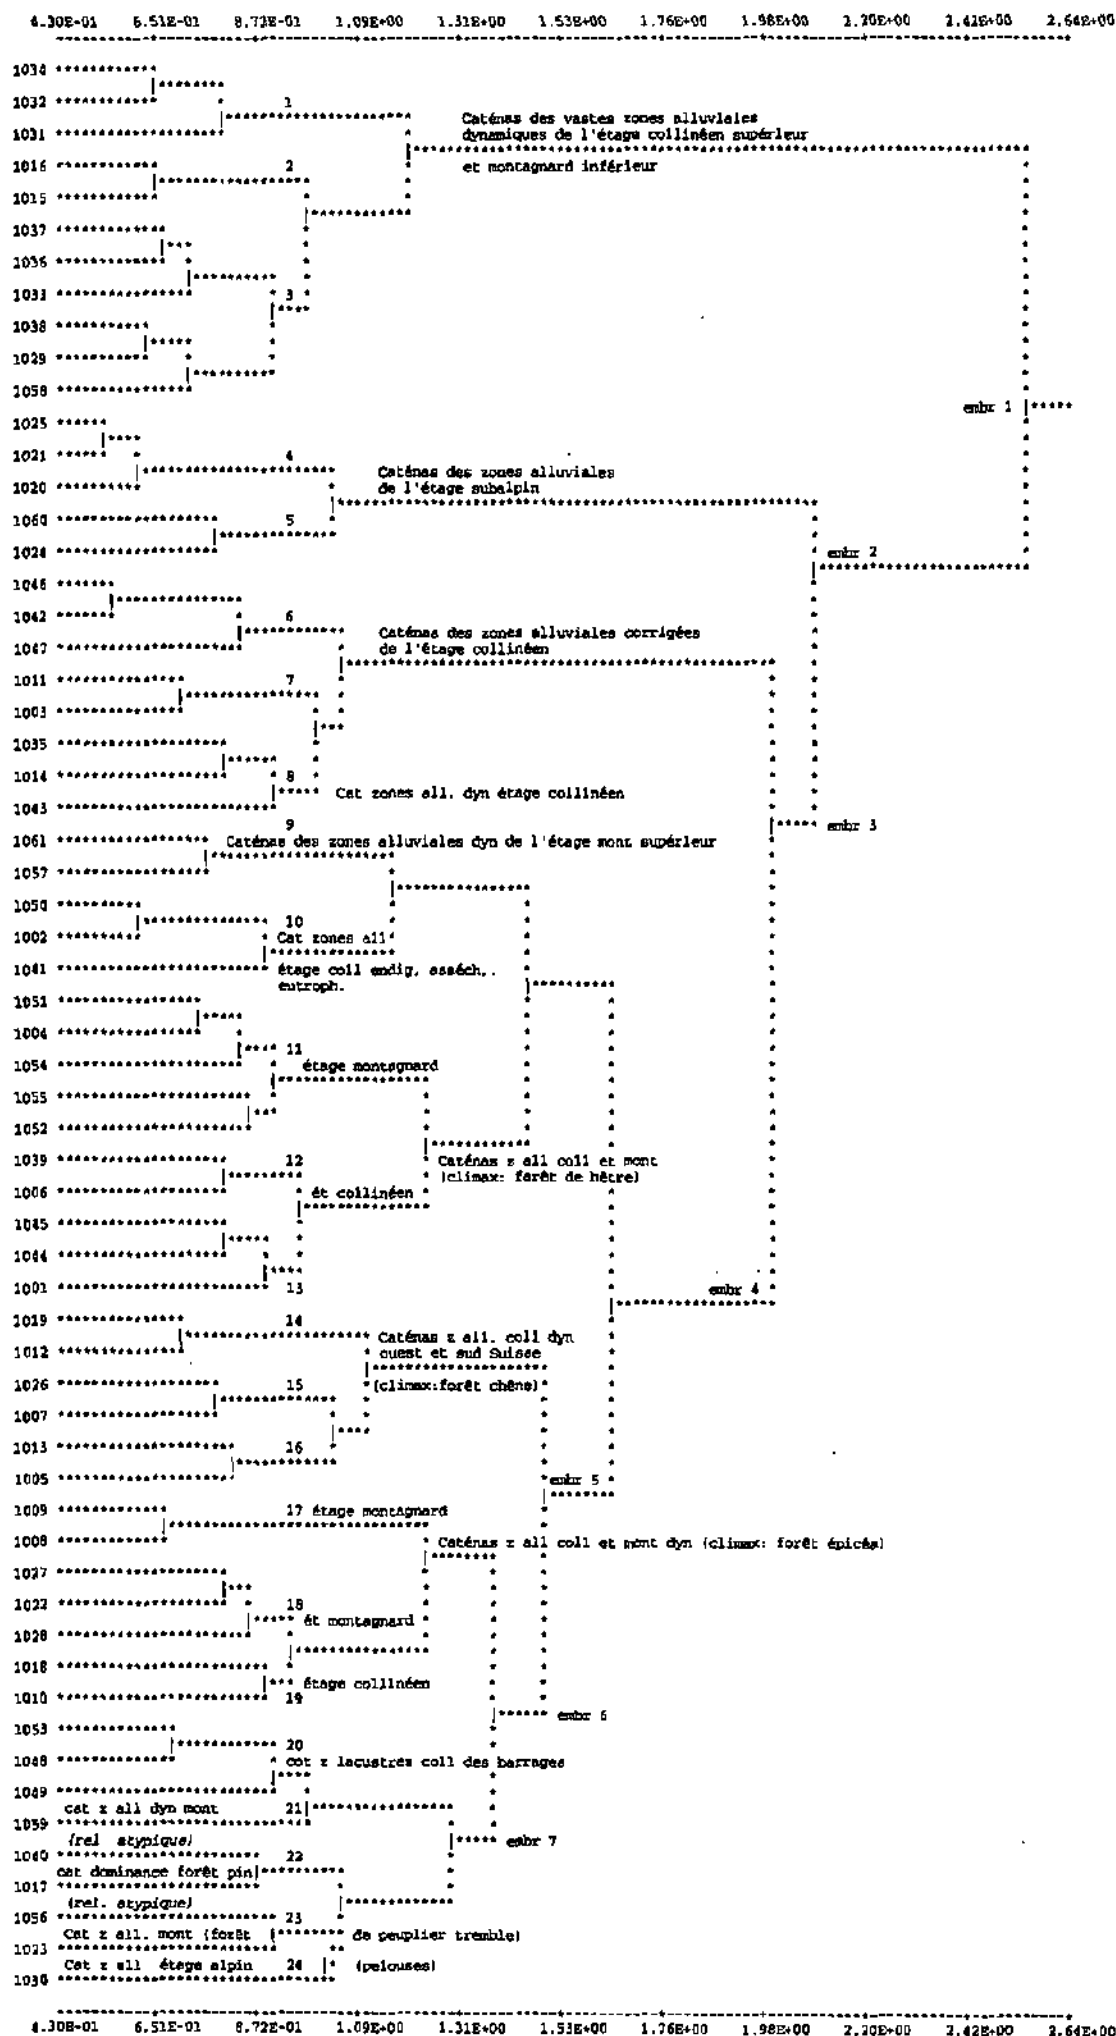 4.30E-01 6.51E-01 8.72E-01 1.09E+00 1.31E+00 1.53E+00 1.76E+00 1.98E+00 2.20E+00 2.41E+00 2.64E+00
1034
1032
1
1031
Caténas des vastes zones alluviales
dynamiques de l'étage collinéen supérieur
et montagnard inférieur
1016
2
1015
1037
1036
1033
3
1038
1029
1058
embr 1
1025
1021
4
1020
Caténas des zones alluviales
de l'étage subalpin
1060
5
1024
embr 2
1046
1042
6
1047
Caténas des zones alluviales corrigées
de l'étage collinéen
1011
7
1003
1035
1014
8
Cat zones all. dyn étage collinéen
1043
9
embr 3
1061
Caténas des zones alluviales dyn de l'étage mont supérieur
1057
1050
10
1002
Cat zones all
1041
étage coll endig, asséch,.
eutroph.
1051
1004
11
1054
étage montagnard
1055
1052
1039
12
Caténas z all coll et mont
(climax: forêt de hêtre)
1006
ét collinéen
1045
1044
1001
13
embr 4
1019
14
Caténas z all. coll dyn
1012
ouest et sud Suisse
1026
15
(climax:forêt chêne)
1007
1013
16
1005
embr 5
1009
17 étage montagnard
1008
Caténas z all coll et mont dyn (climax: forêt épicéa)
1027
1022
18
ét montagnard
1028
1018
étage collinéen
1010
19
1053
embr 6
20
1048
cat z lacustres coll des barrages
1049
cat z all dyn mont 21
1059
(rel atypique)
embr 7
1040
22
cat dominance forêt pin
1017
(rel. atypique)
1056
23
Cat z all. mont (forêt de peuplier tremble)
1023
Cat z all étage alpin 24 (pelouses)
1030
4.30E-01 6.51E-01 8.72E-01 1.09E+00 1.31E+00 1.53E+00 1.76E+00 1.98E+00 2.20E+00 2.41E+00 2.64E+00